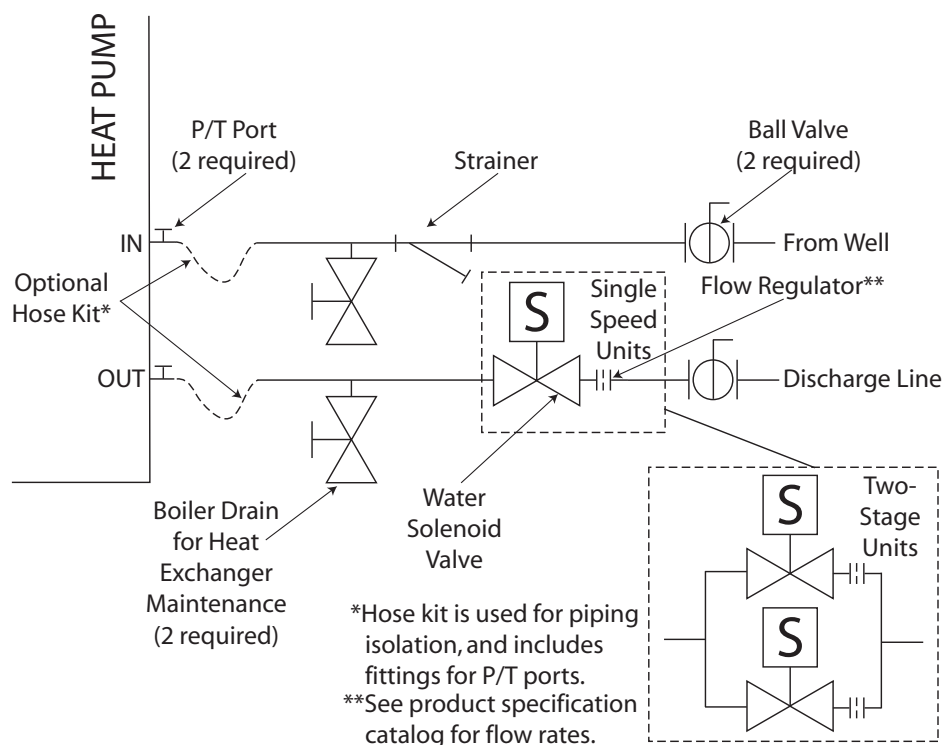 HEAT PUMP
P/T Port
(2 required)
Strainer
Ball Valve
(2 required)
IN
From Well
Optional
Hose Kit*
S
Single
Speed
Units
Flow Regulator**
OUT
Discharge Line
Boiler Drain
for Heat
Exchanger
Maintenance
(2 required)
Water
Solenoid
Valve
S
Two-
Stage
Units
S
*Hose kit is used for piping
isolation, and includes
fittings for P/T ports.
**See product specification
catalog for flow rates.